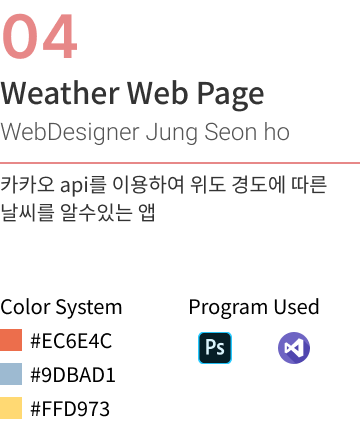 04
Weather Web Page
WebDesigner Jung Seon ho
카카오 api를 이용하여 위도 경도에 따른
날씨를 알수있는 앱
Color System
#EC6E4C
#9DBAD1
#FFD973
Program Used
Ps